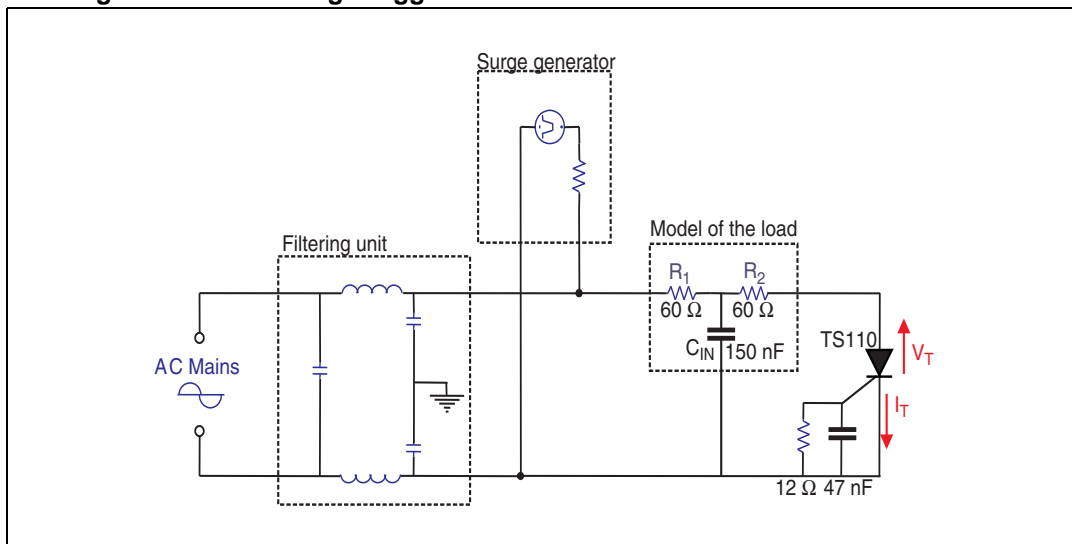 Surge generator
Model of the load
Filtering unit
R1 R2
60 Ω 60 Ω
TS110
CIN 150 nF
VT
AC Mains
IT
12 Ω 47 nF